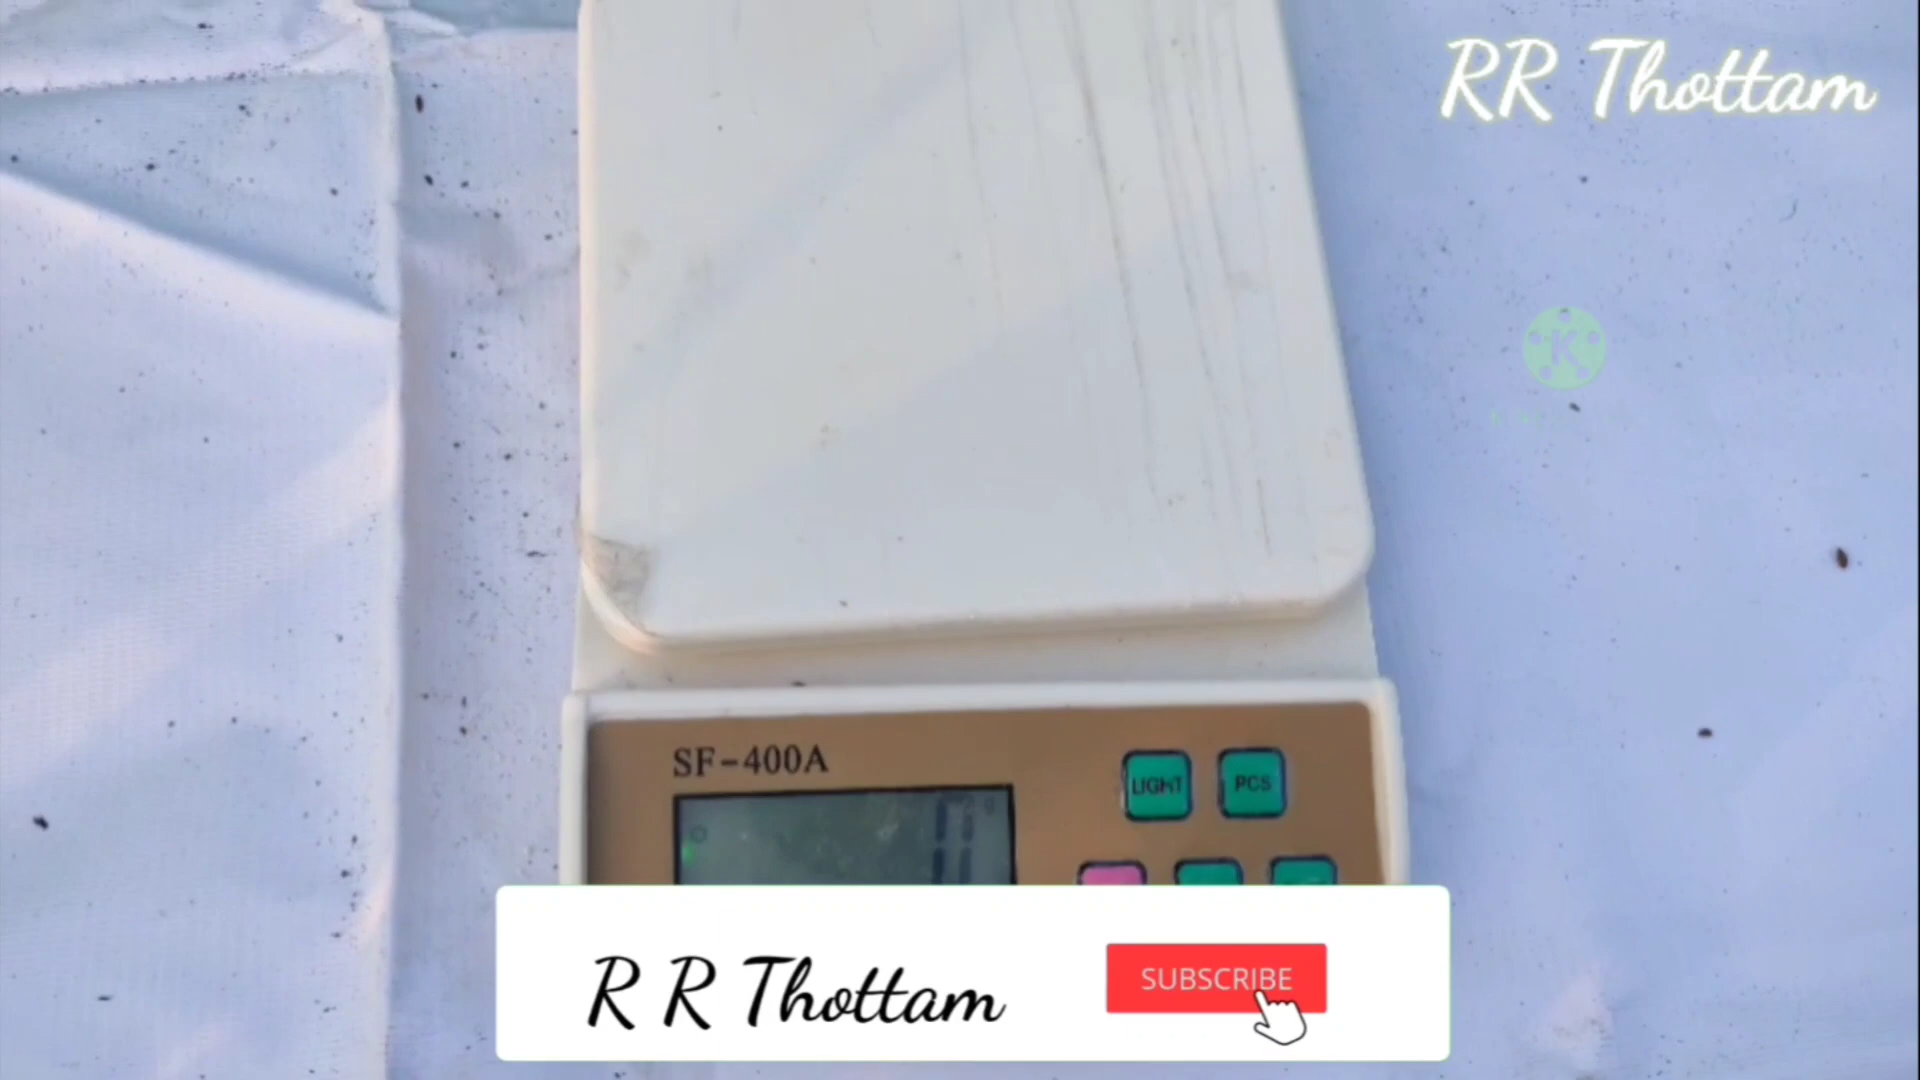 RR Thottam
SF-400A
LIGHT PCS
R R Thottam
SUBSCRIBE